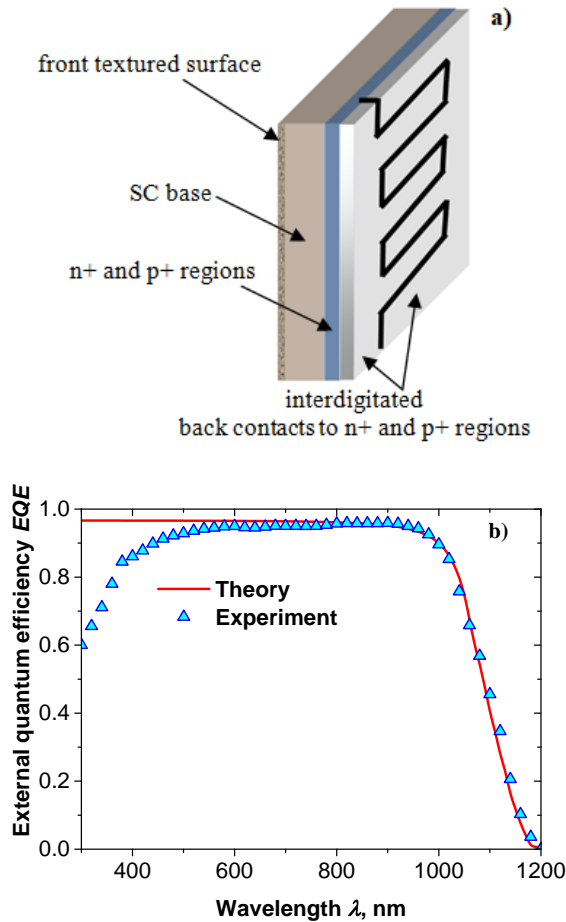 a)
front textured surface
SC base
n+ and p+ regions
interdigitated
back contacts to n+ and p+ regions
b)
External quantum efficiency EQE
1.0
0.8
0.6
0.4
0.2
0.0
Theory
Experiment
400 600 800 1000 1200
Wavelength λ, nm